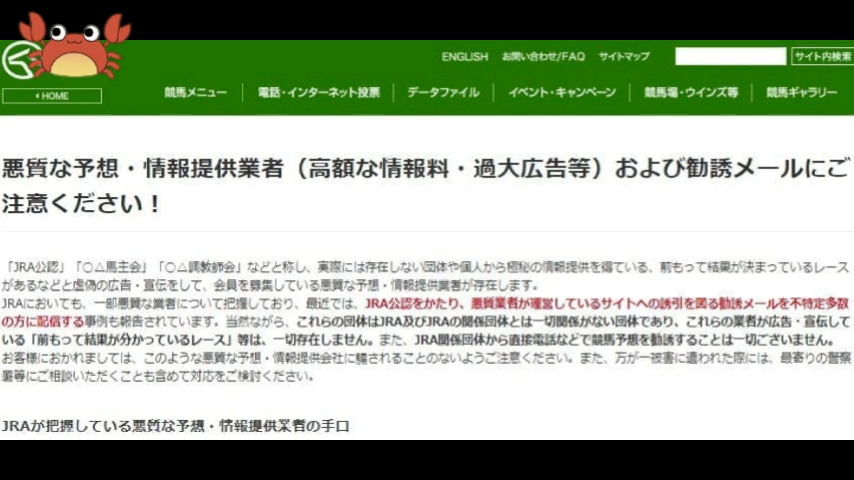 ENGLISH お問い合わせ/FAQ サイトマップ サイト内検索
HOME
競馬メニュー 電話・インターネット投票 データファイル イベント・キャンペーン 競馬場・ウインズ等 競馬ギャラリー
悪質な予想・情報提供業者（高額な情報料・過大広告等）および勧誘メールにご
注意ください！
「JRA公認」「○△馬主会」「○△調教師会」などと称し、実際には存在しない団体や個人から極秘の情報提供を得ている、前もって結果が決まっているレース
があるなどと虚偽の広告・宣伝をして、会員を募集している悪質な予想・情報提供業者が存在します。
JRAにおいても、一部悪質な業者について把握しており、最近では、JRA公認をかたり、悪質業者が運営しているサイトへの誘引を図る勧誘メールを不特定多数
の方に配信する事例も報告されています。当然ながら、これらの団体はJRA及びJRAの関係団体とは一切関係がない団体であり、これらの業者が広告・宣伝して
いる「前もって結果が分かっているレース」等は、一切存在しません。また、JRA関係団体から直接電話などで競馬予想を勧誘することは一切ございません。
お客様におかれましては、このような悪質な予想・情報提供会社に騙されることのないようご注意ください。また、万が一被害に遭われた際には、最寄りの警察
署等にご相談いただくことも含めて対応をご検討ください。
JRAが把握している悪質な予想・情報提供業者の手口